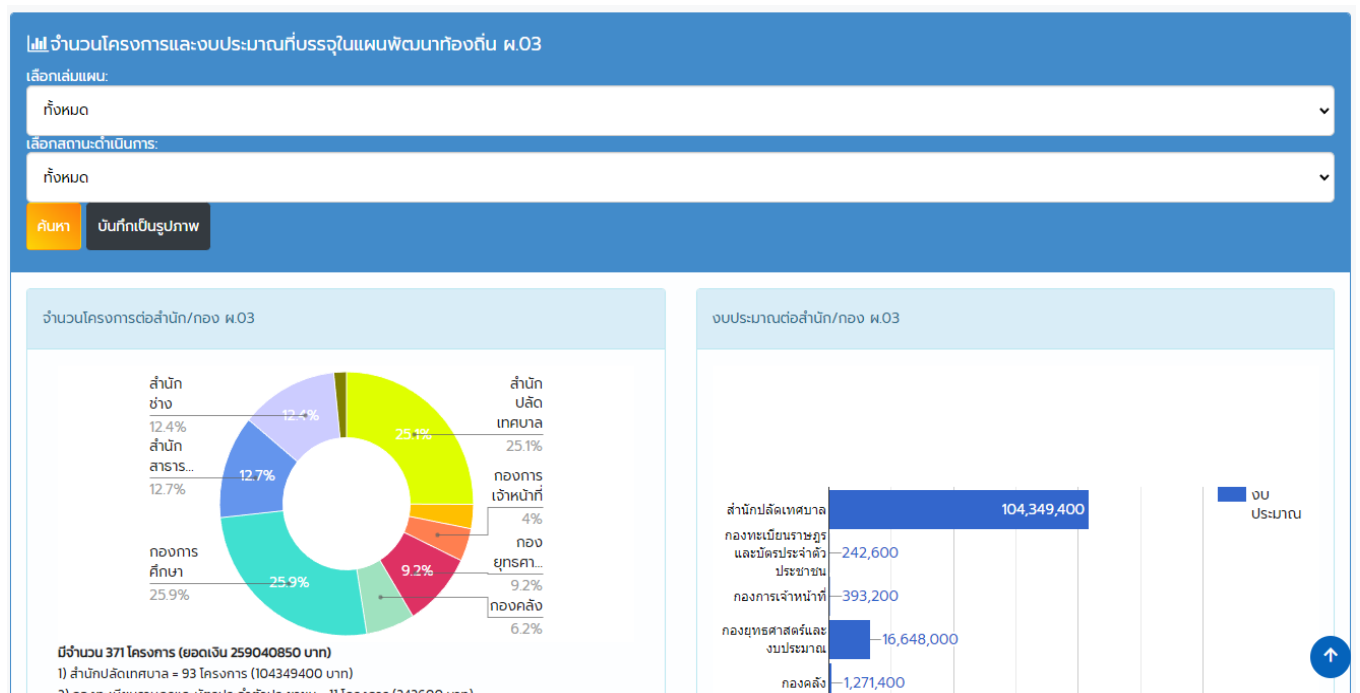 จำนวนโครงการและงบประมาณที่บรรจุในแผนพัฒนาท้องถิ่น ผ.03
เลือกเล่มแผน:
ทั้งหมด
เลือกสถานะดำเนินการ:
ทั้งหมด
ค้นหา
บันทึกเป็นรูปภาพ
จำนวนโครงการต่อสำนัก/กอง ผ.03
สำนัก
ช่าง
12.4%
สำนัก
สาธาร...
12.7%
กองการ
ศึกษา
25.9%
12.4%
25.1%
12.7%
9.2%
25.9%
สำนัก
ปลัด
เทศบาล
25.1%
กองการ
เจ้าหน้าที่
4%
กอง
ยุทธศา...
9.2%
กองคลัง
6.2%
มีจำนวน 371 โครงการ (ยอดเงิน 259040850 บาท)
1) สำนักปลัดเทศบาล = 93 โครงการ (104349400 บาท)
งบประมาณต่อสำนัก/กอง ผ.03
สำนักปลัดเทศบาล
104,349,400
กองทะเบียนราษฎร
และบัตรประจำตัว
ประชาชน
242,600
กองการเจ้าหน้าที่
393,200
กองยุทธศาสตร์และ
งบประมาณ
16,648,000
กองคลัง
1,271,400
งบ
ประมาณ